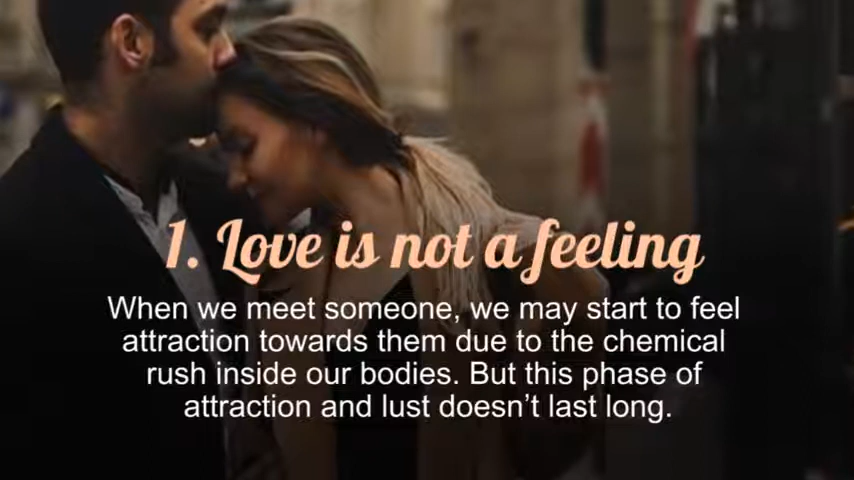 1. Love is not a feeling
When we meet someone, we may start to feel
attraction towards them due to the chemical
rush inside our bodies. But this phase of
attraction and lust doesn’t last long.